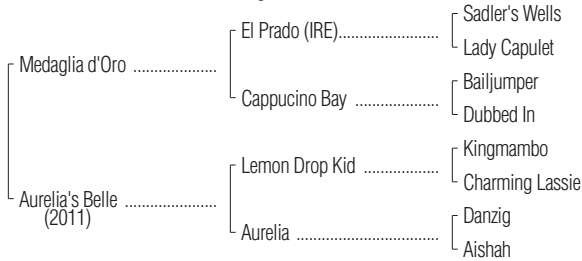 Sadler's Wells
El Prado (IRE)....................
Lady Capulet
Medaglia d'Oro ....................
Bailjumper
Cappucino Bay ....................
Dubbed In
Kingmambo
Lemon Drop Kid ..................
Charming Lassie
Aurelia's Belle ......................
(2011)
Danzig
Aurelia ..................................
Aishah